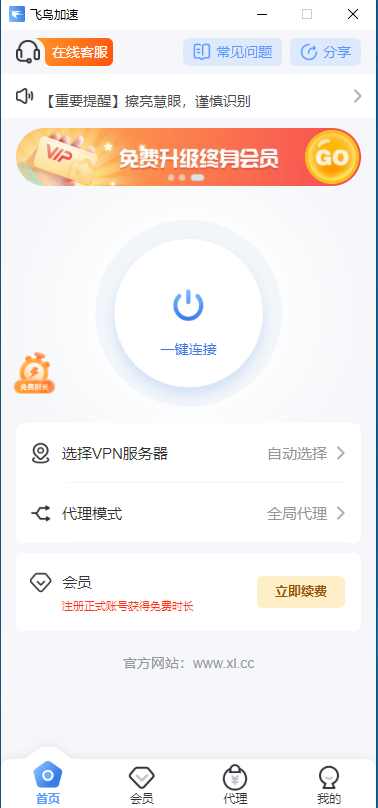 飞鸟加速
在线客服
常见问题
分享
【重要提醒】擦亮慧眼，谨慎识别
VIP
免费升级终身会员
GO
一键连接
免费时长
选择VPN服务器
自动选择
代理模式
全局代理
会员
注册正式账号获得免费时长
立即续费
官方网站：www.xl.cc
首页
会员
代理
我的